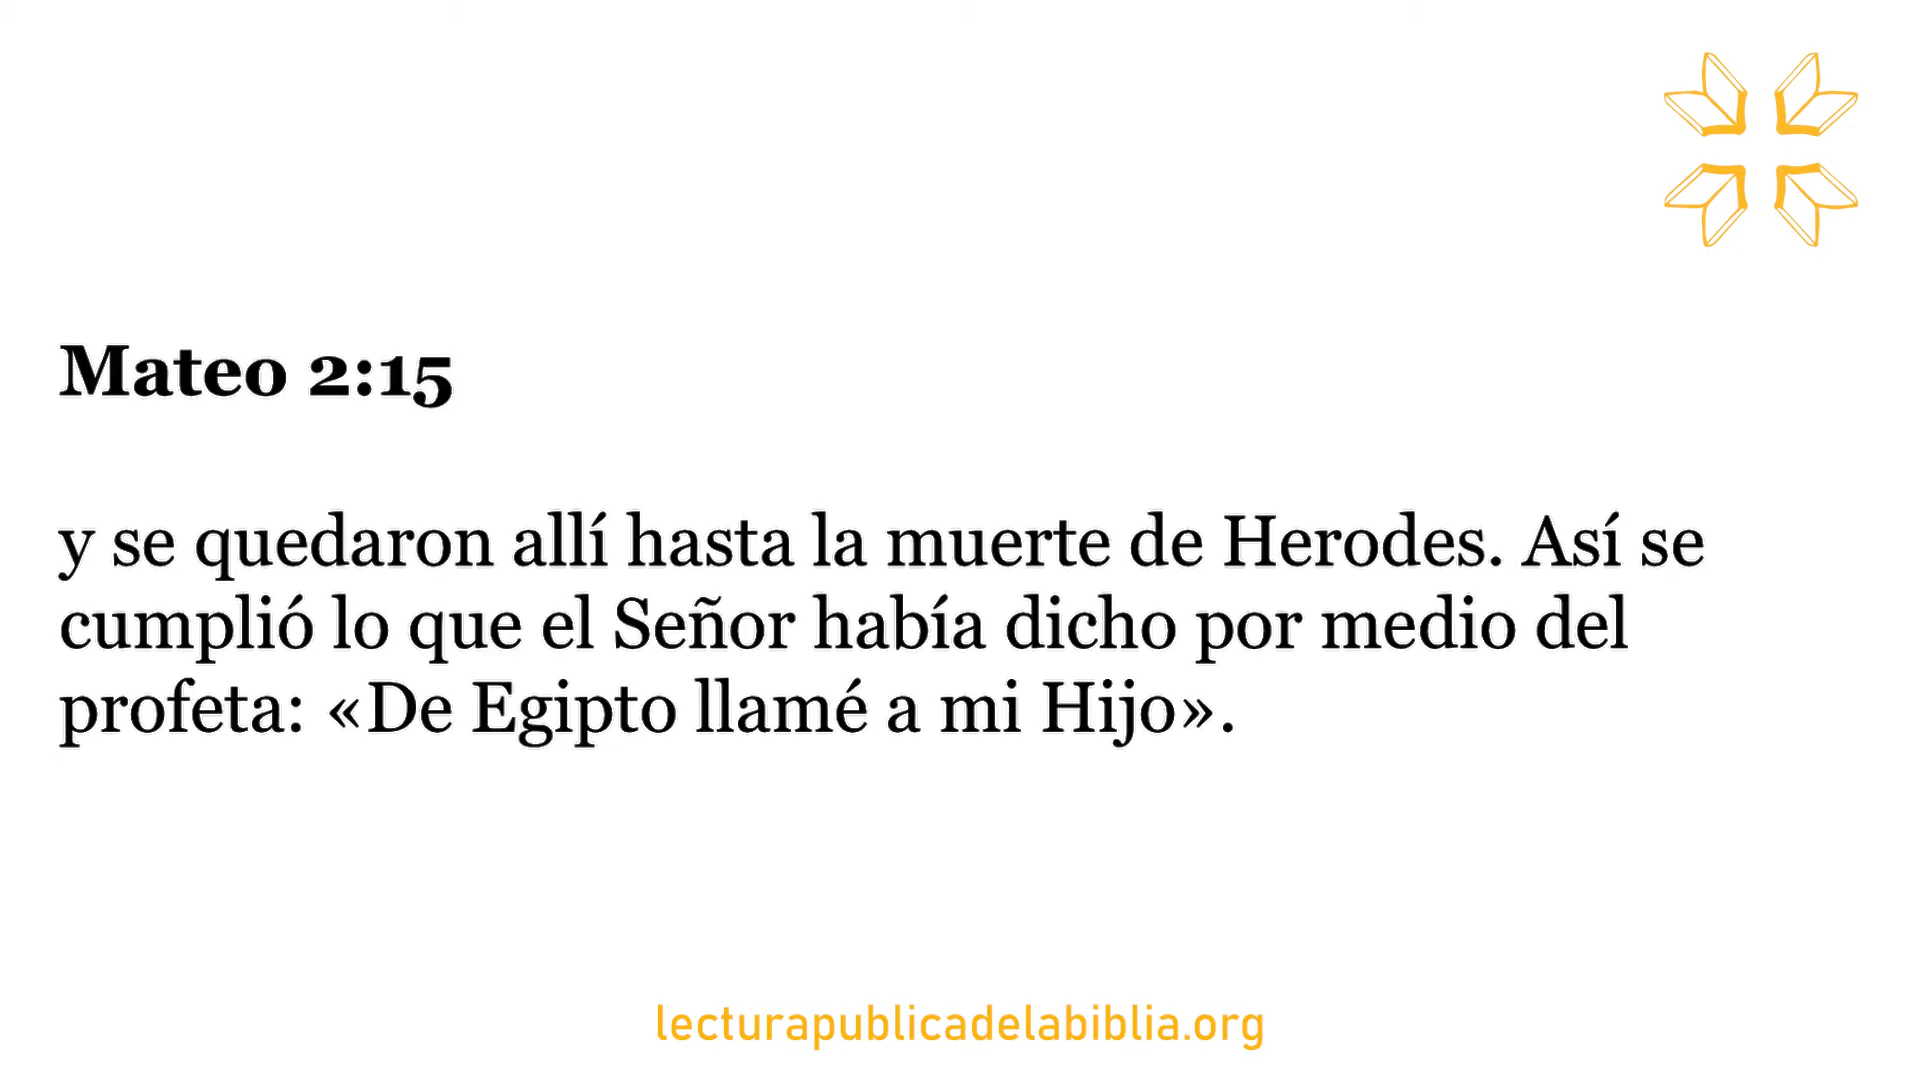 Mateo 2:15
y se quedaron allí hasta la muerte de Herodes. Así se
cumplió lo que el Señor había dicho por medio del
profeta: «De Egipto llamé a mi Hijo».
lecturapublicadelabiblia.org